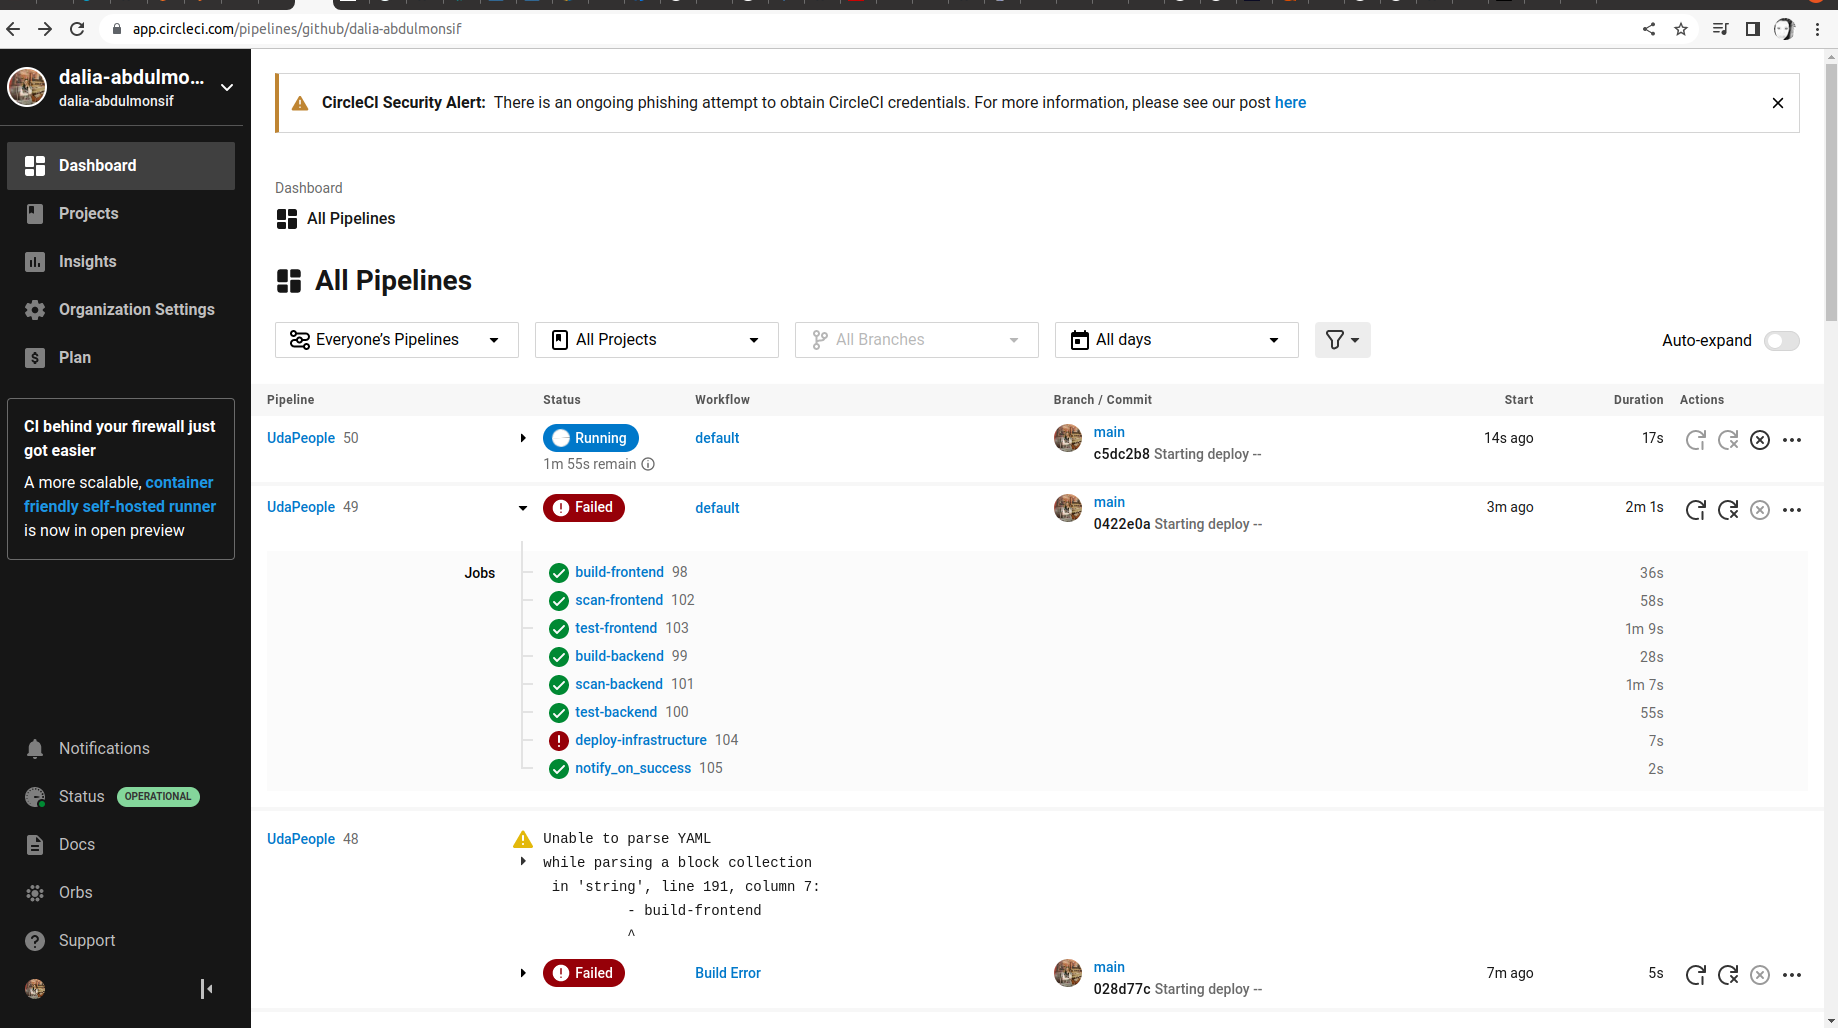 app.circleci.com/pipelines/github/dalia-abdulmonsif
dalia-abdulmo...
dalia-abdulmonsif
Dashboard
Projects
Insights
Organization Settings
Plan
CI behind your firewall just
got easier
A more scalable, container
friendly self-hosted runner
is now in open preview
Notifications
Status OPERATIONAL
Docs
Orbs
Support
CircleCI Security Alert: There is an ongoing phishing attempt to obtain CircleCI credentials. For more information, please see our post here
Dashboard
All Pipelines
All Pipelines
Everyone's Pipelines All Projects All Branches All days Auto-expand
Pipeline Status Workflow Branch / Commit Start Duration Actions
UdaPeople 50 Running default main 14s ago 17s
1m 55s remain c5dc2b8 Starting deploy --
UdaPeople 49 Failed default main 3m ago 2m 1s
0422e0a Starting deploy --
Jobs build-frontend 98 36s
scan-frontend 102 58s
test-frontend 103 1m 9s
build-backend 99 28s
scan-backend 101 1m 7s
test-backend 100 55s
deploy-infrastructure 104 7s
notify_on_success 105 2s
UdaPeople 48 Unable to parse YAML
while parsing a block collection
in 'string', line 191, column 7:
- build-frontend
^
Failed Build Error main 7m ago 5s
028d77c Starting deploy --